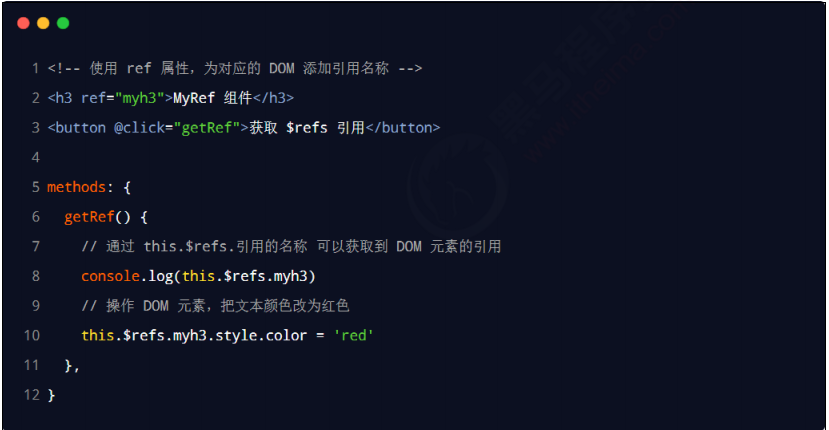 1 <!-- 使用 ref 属性，为对应的 DOM 添加引用名称 -->
2 <h3 ref="myh3">MyRef 组件</h3>
3 <button @click="getRef">获取 $refs 引用</button>
4
5 methods: {
6 getRef() {
7 // 通过 this.$refs.引用的名称 可以获取到 DOM 元素的引用
8 console.log(this.$refs.myh3)
9 // 操作 DOM 元素，把文本颜色改为红色
10 this.$refs.myh3.style.color = 'red'
11 },
12 }